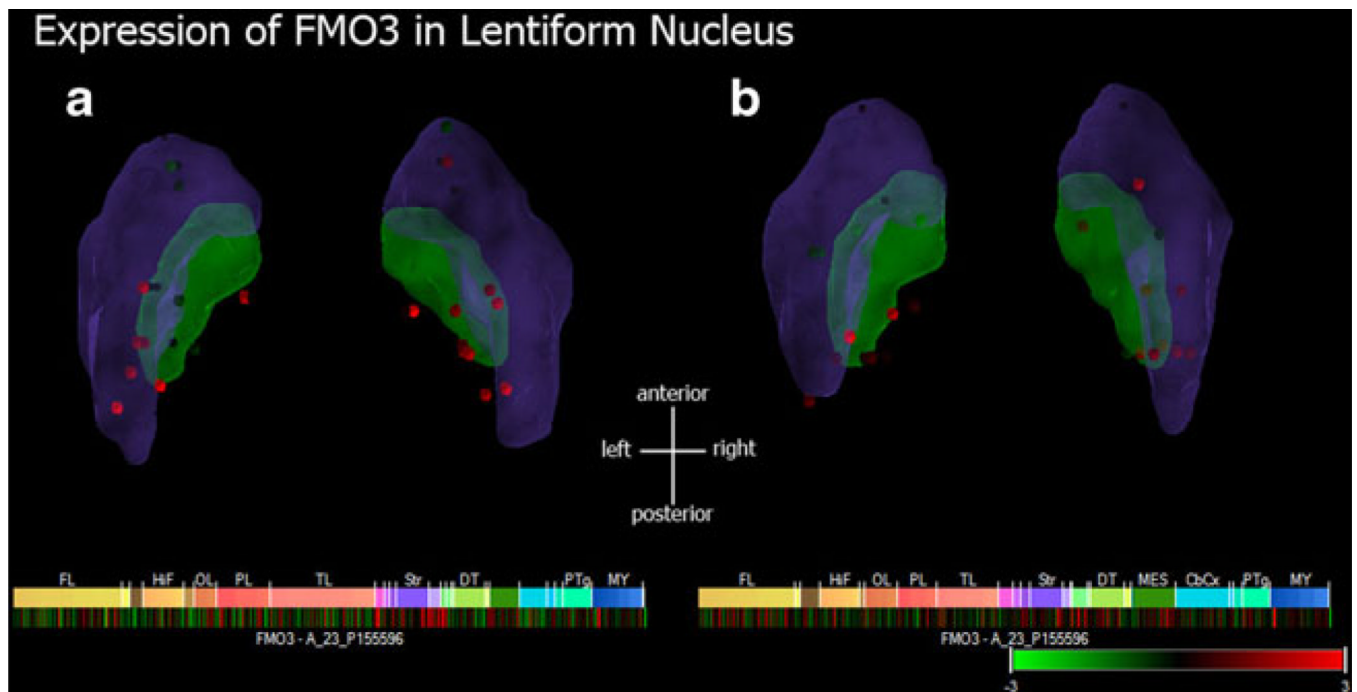 Expression of FMO3 in Lentiform Nucleus
a
b
anterior
left
right
posterior
FL HiF OL PL TL Str DT PTg MY
FL HiF OL PL TL Str DT MES CbCx PTg MY
FMO3 - A_23_P155596
FMO3 - A_23_P155596
-3
3